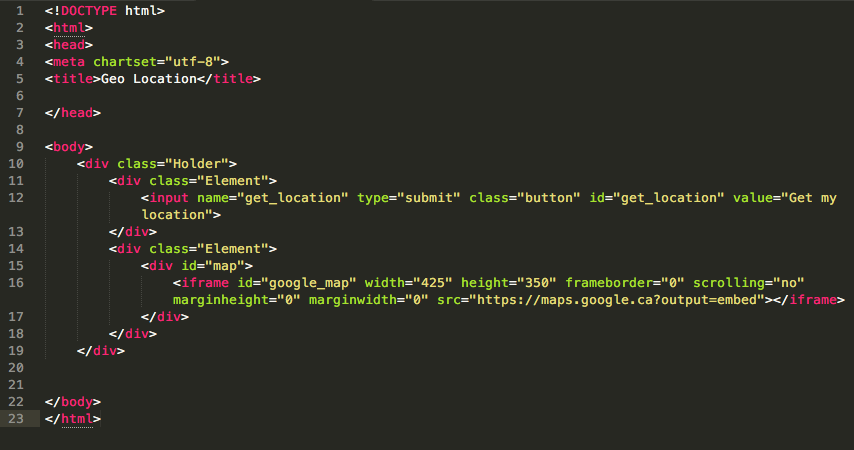 1 <!DOCTYPE html>
2 <html>
3 <head>
4 <meta chartset="utf-8">
5 <title>Geo Location</title>
6
7 </head>
8
9 <body>
10 <div class="Holder">
11 <div class="Element">
12 <input name="get_location" type="submit" class="button" id="get_location" value="Get my
location">
13 </div>
14 <div class="Element">
15 <div id="map">
16 <iframe id="google_map" width="425" height="350" frameborder="0" scrolling="no"
marginheight="0" marginwidth="0" src="https://maps.google.ca?output=embed"></iframe>
17 </div>
18 </div>
19 </div>
20
21
22 </body>
23 </html>